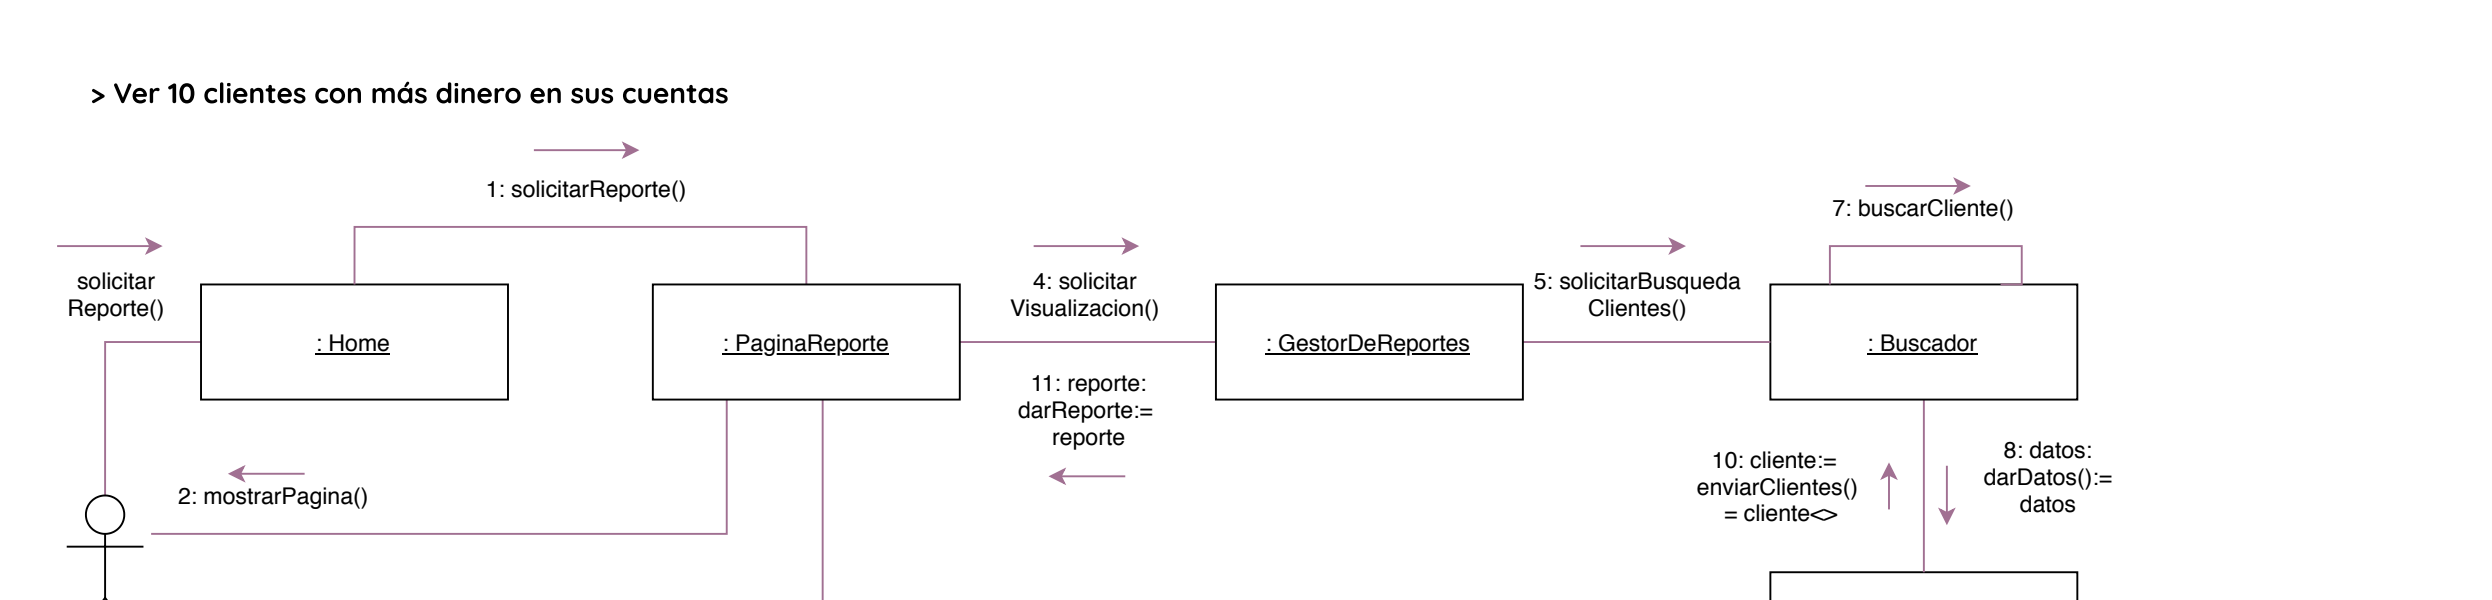 > Ver 10 clientes con más dinero en sus cuentas
1: solicitarReporte()
7: buscarCliente()
solicitar
Reporte()
4: solicitar
Visualizacion()
5: solicitarBusqueda
Clientes()
: Home
: PaginaReporte
: GestorDeReportes
: Buscador
11: reporte:
darReporte:=
reporte
2: mostrarPagina()
10: cliente:=
enviarClientes()
= cliente<>
8: datos:
darDatos():=
datos